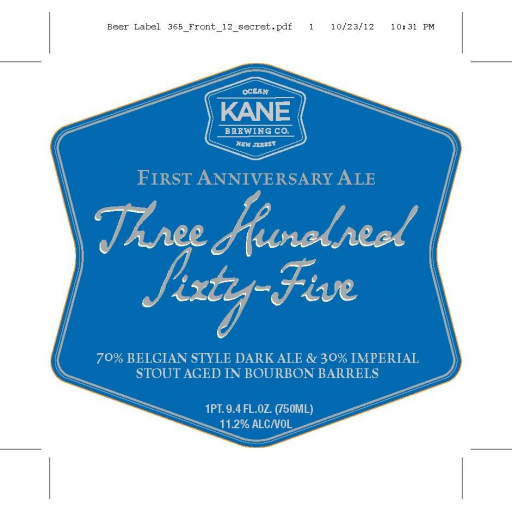 Beer Label 365_Front_12_secret.pdf 1 10/23/12 10:31 PM
OCEAN
KANE
BREWING CO.
NEW JERSEY
FIRST ANNIVERSARY ALE
Three Hundred
Sixty-Five
70% BELGIAN STYLE DARK ALE & 30% IMPERIAL
STOUT AGED IN BOURBON BARRELS
1PT. 9.4 FL.OZ. (750ML)
11.2% ALC/VOL